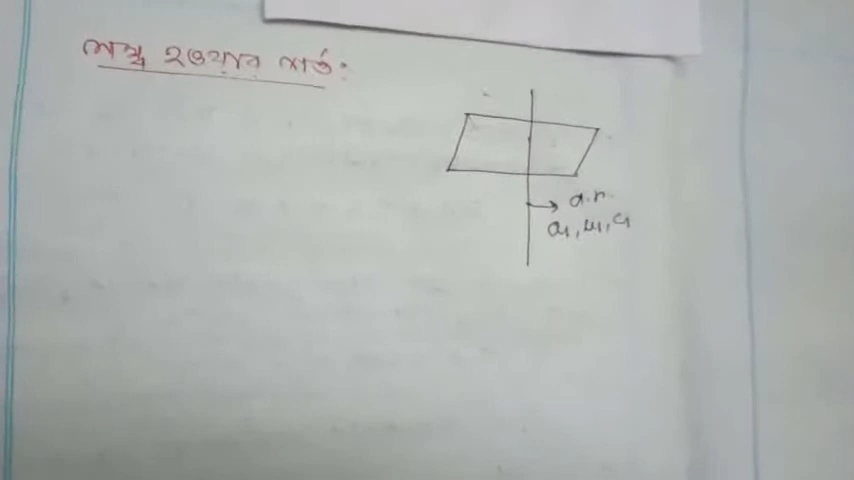 লম্ব হওয়ার শর্ত:
d.r.
a₁, b₁, c₁